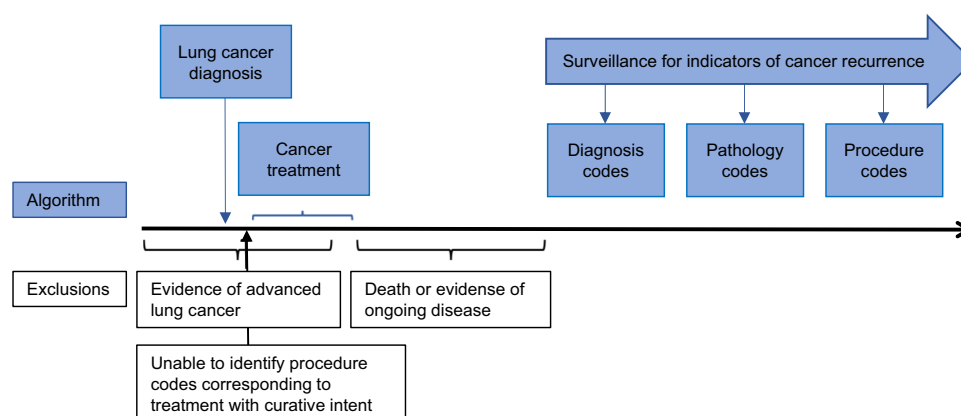 Lung cancer
diagnosis
Surveillance for indicators of cancer recurrence
Cancer
treatment
Diagnosis
codes
Pathology
codes
Procedure
codes
Algorithm
Exclusions
Evidence of advanced
lung cancer
Death or evidense of
ongoing disease
Unable to identify procedure
codes corresponding to
treatment with curative intent